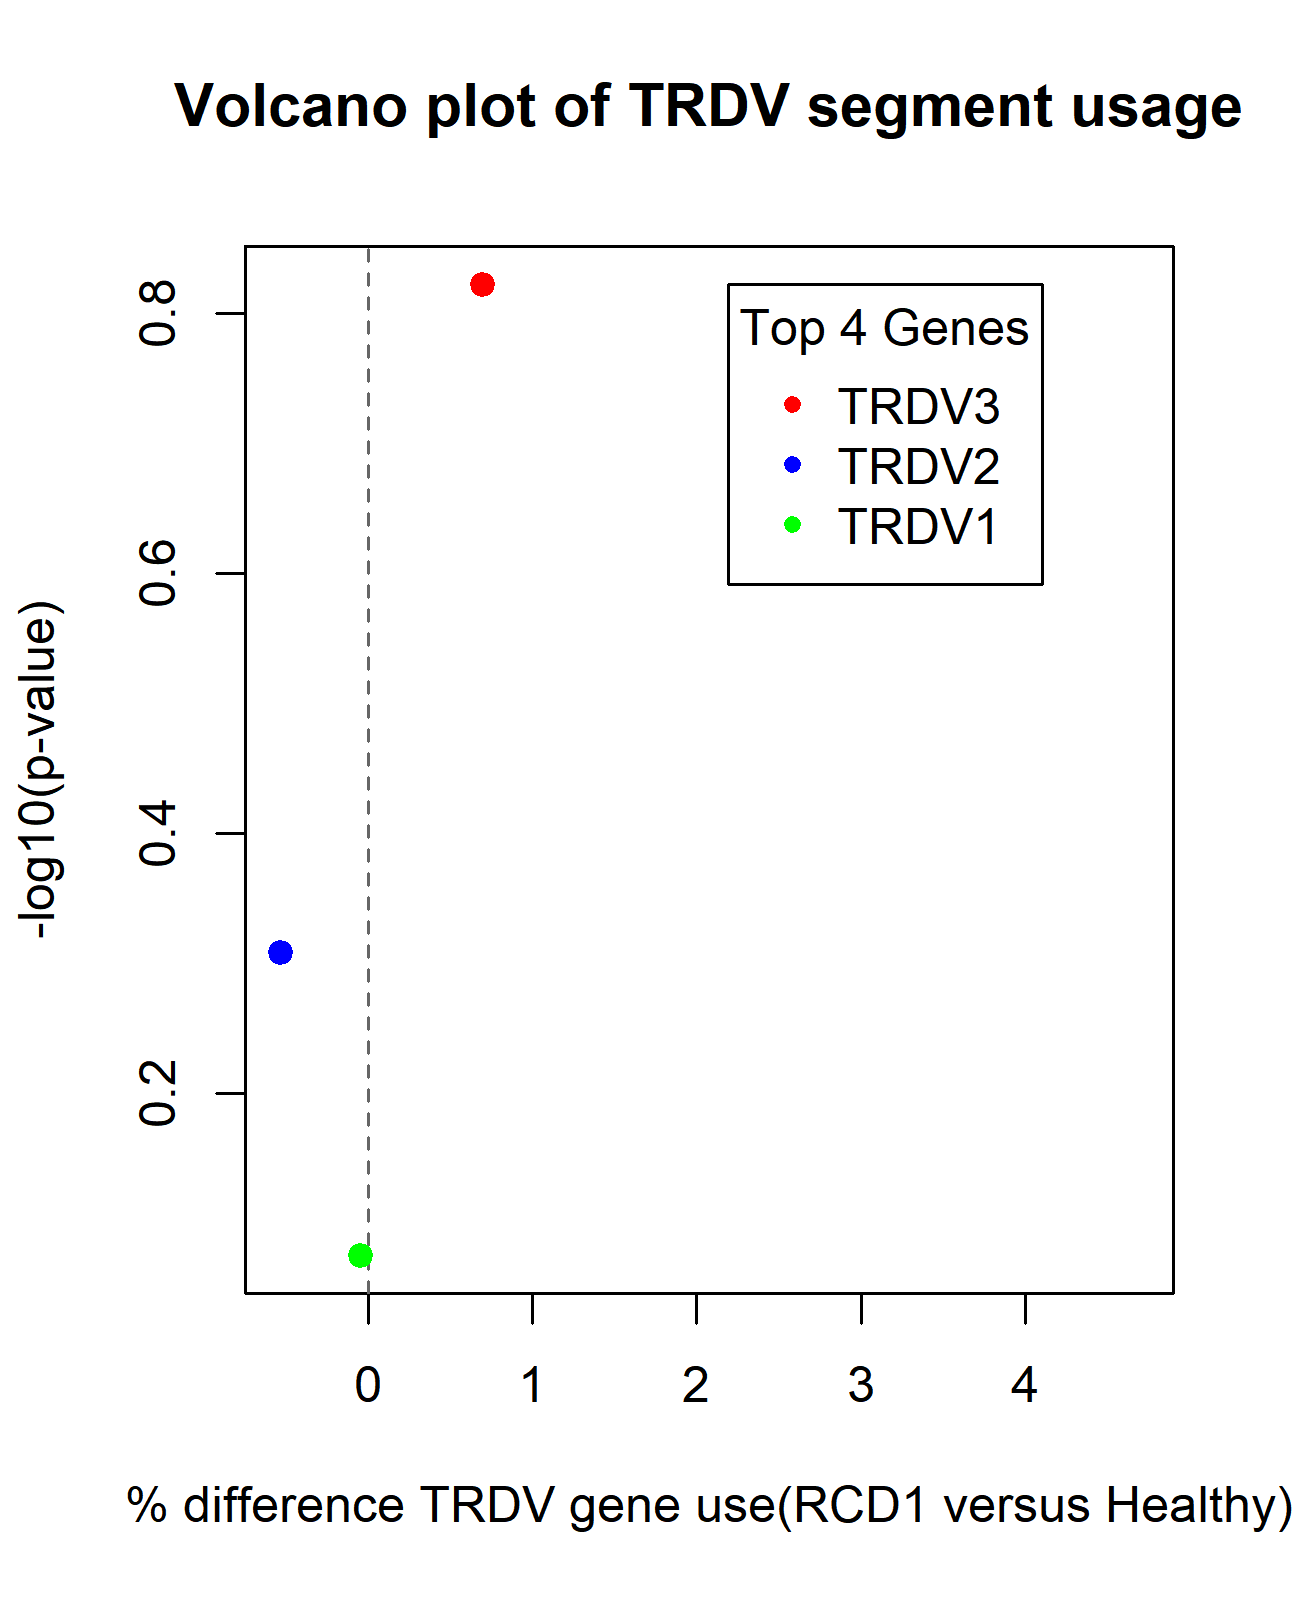 Volcano plot of TRDV segment usage
Top 4 Genes
TRDV3
TRDV2
TRDV1
-log10(p-value)
0.8
0.6
0.4
0.2
0 1 2 3 4
% difference TRDV gene use(RCD1 versus Healthy)